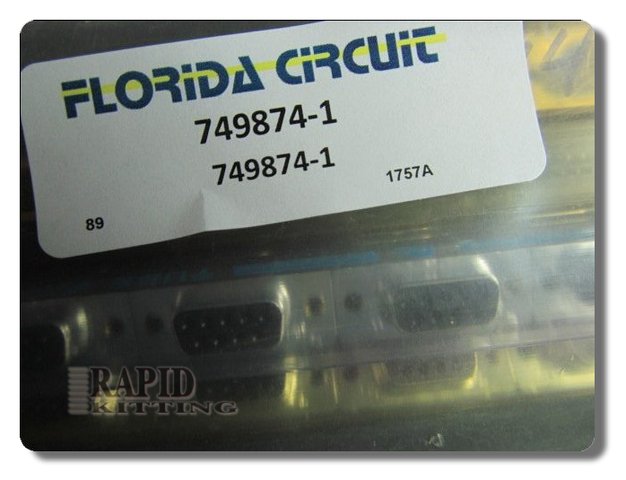 FLORIDA CIRCUIT
749874-1
749874-1
89
1757A
RAPID
KITTING